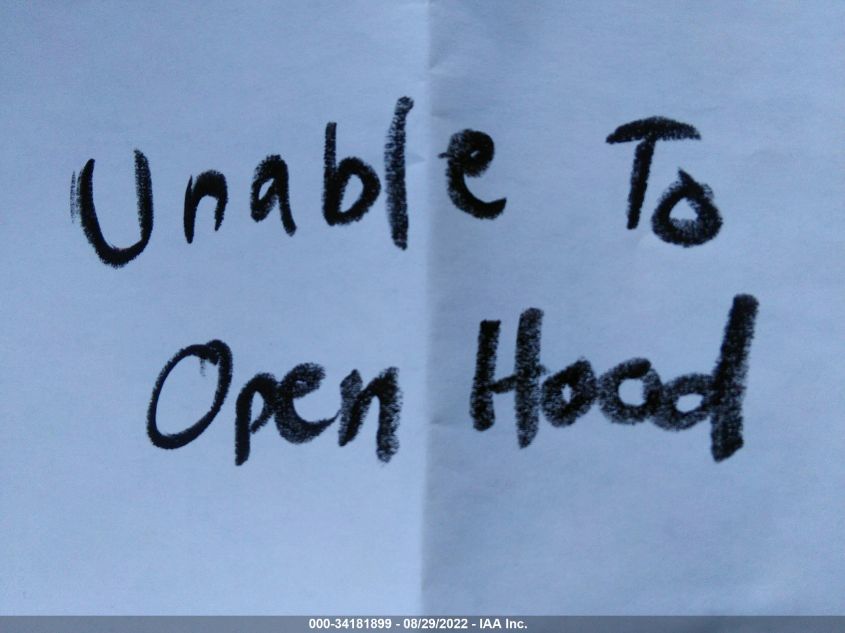 Unable To
Open Hood
000-34181899 - 08/29/2022 - IAA Inc.